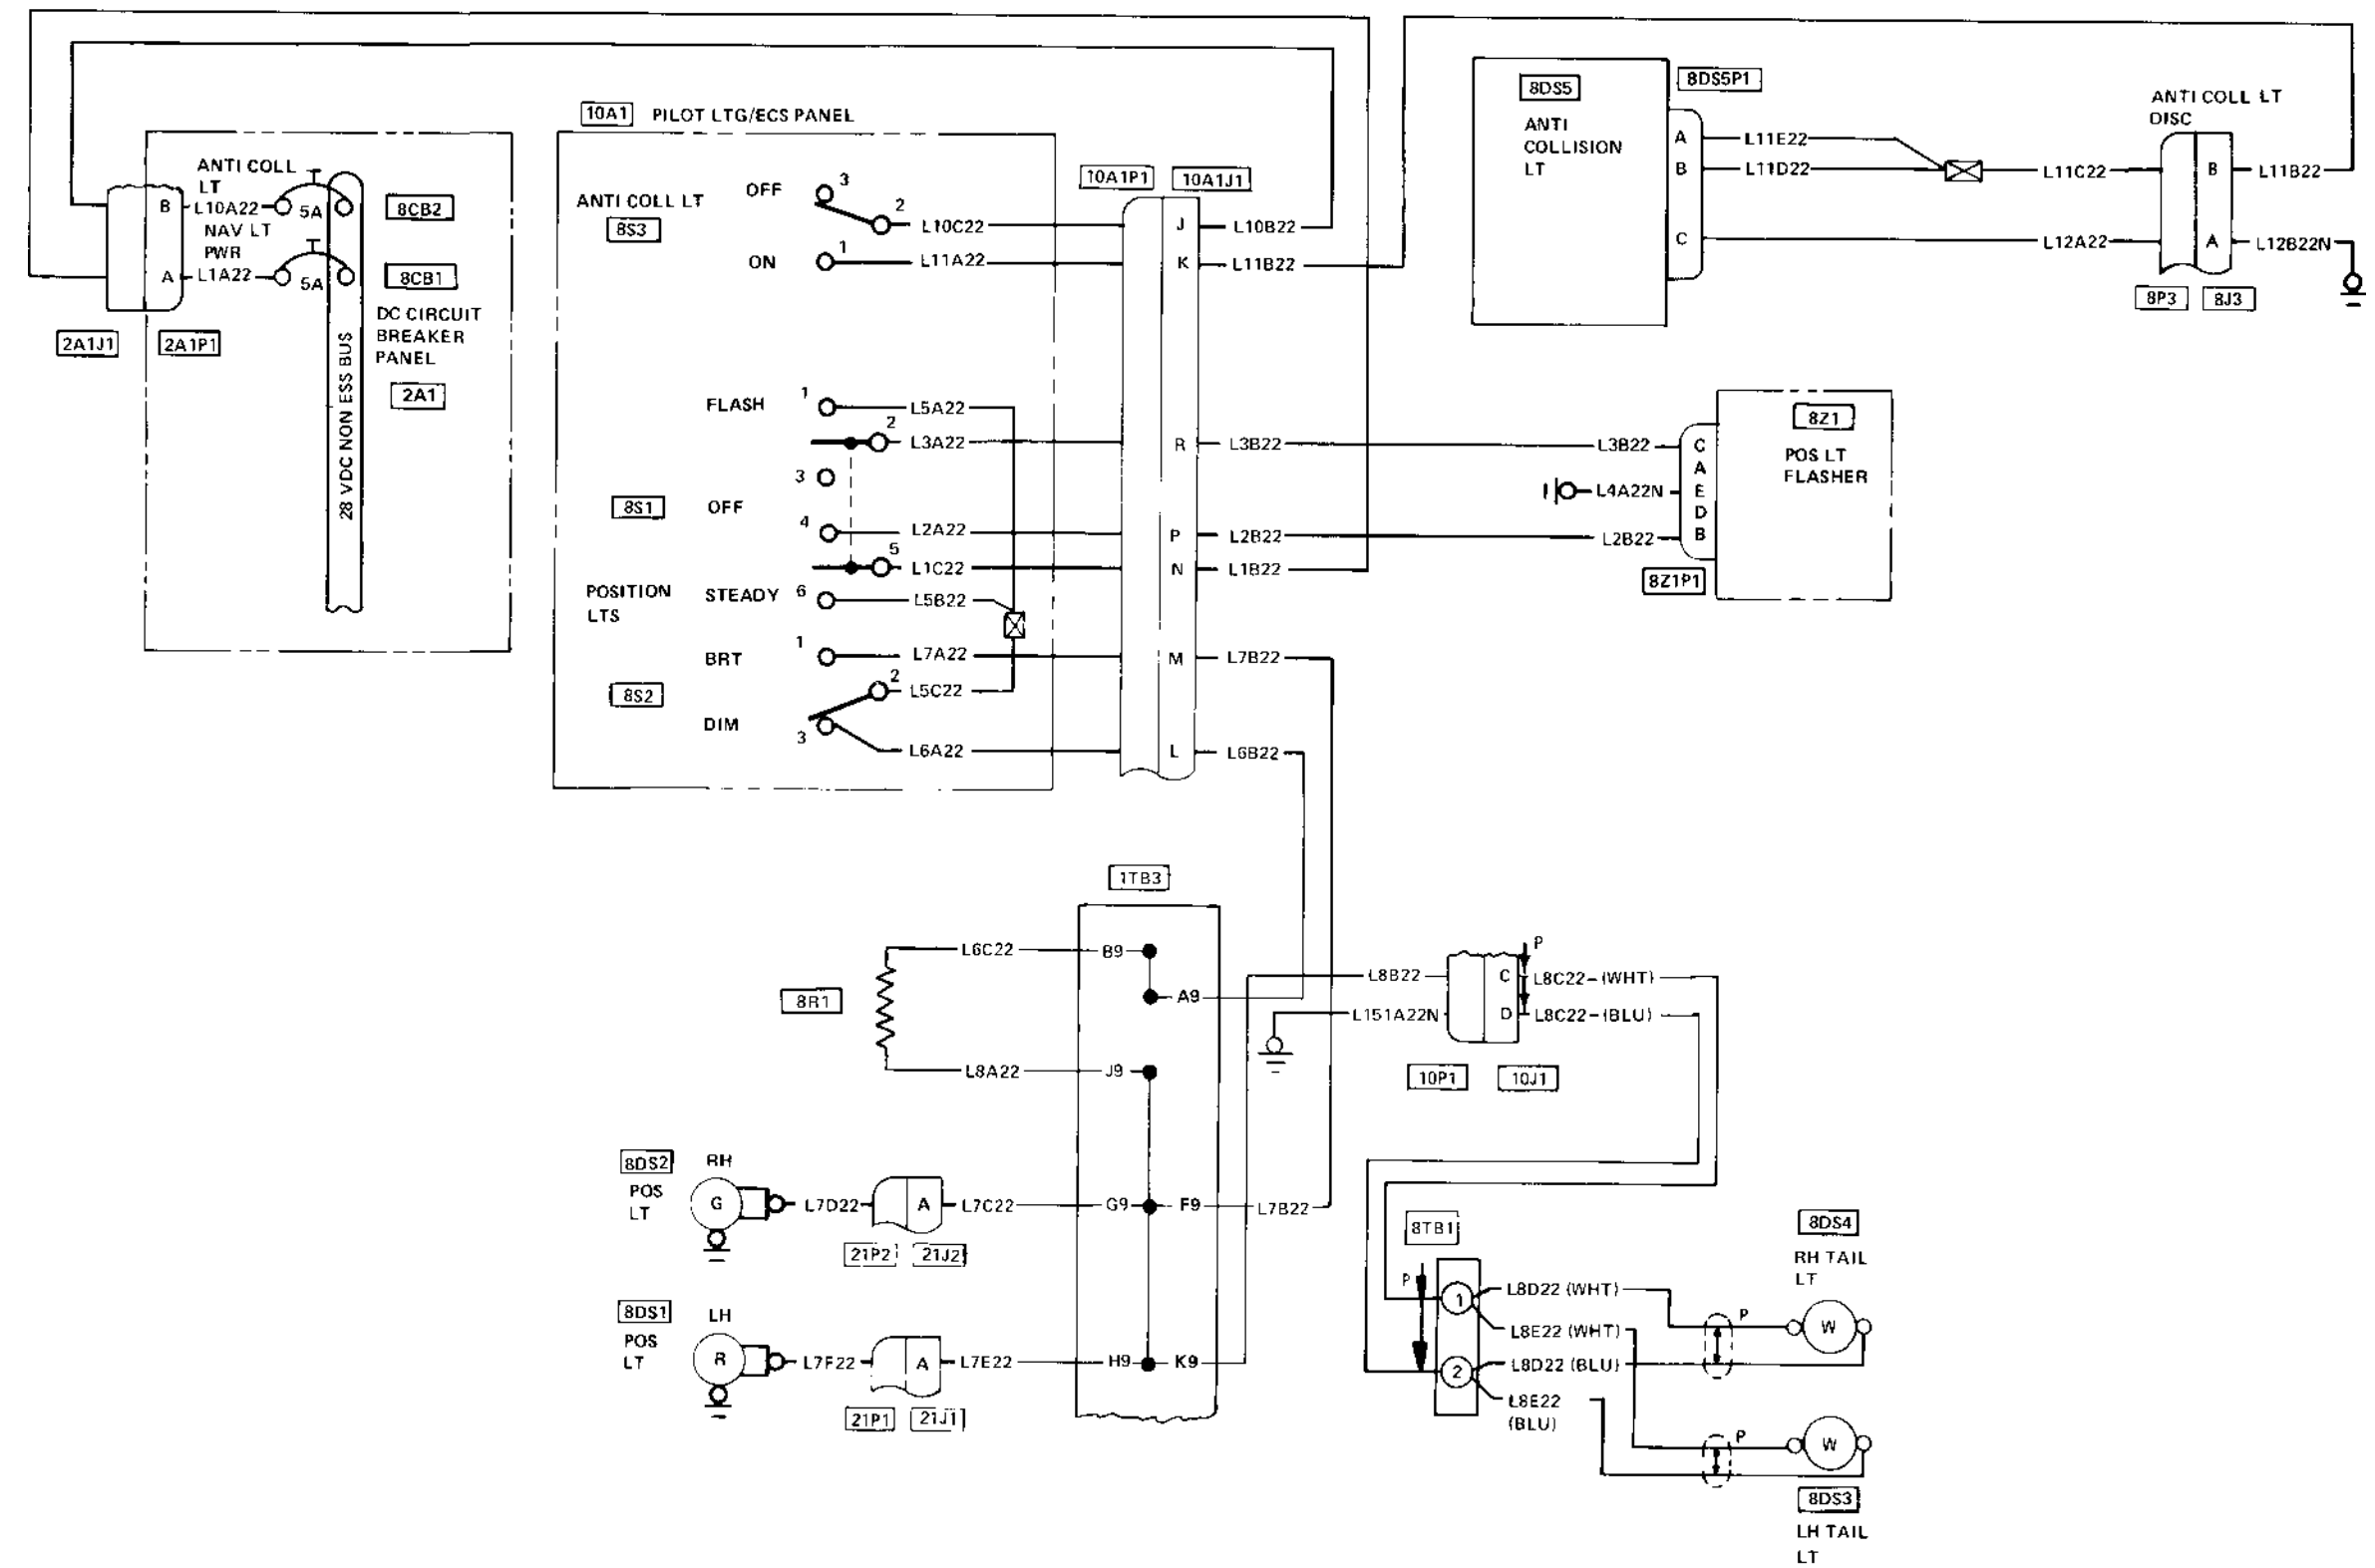 ANTI COLL
LT
B
L10A22
5A
8CB2
NAV LT
PWR
A
L1A22
5A
8CB1
DC CIRCUIT
BREAKER
PANEL
2A1
2A1J1
2A1P1
28 VDC NON ESS BUS
10A1
PILOT LTG/ECS PANEL
ANTI COLL LT
8S3
OFF
3
2
L10C22
ON
1
L11A22
10A1P1
10A1J1
J
L10B22
K
L11B22
FLASH
1
L5A22
2
L3A22
R
L3B22
3
8S1
OFF
4
L2A22
P
L2B22
5
L1C22
N
L1B22
POSITION
LTS
STEADY
6
L5B22
BRT
1
L7A22
M
L7B22
8S2
2
L5C22
DIM
3
L6A22
L
L6B22
8DS5
ANTI
COLLISION
LT
8DS5P1
A
L11E22
B
L11D22
C
L11C22
L12A22
ANTI COLL LT
DISC
B
L11B22
A
L12B22N
8P3
8J3
L3B22
C
A
L4A22N
E
D
L2B22
B
8Z1
POS LT
FLASHER
8Z1P1
1TB3
8R1
L6C22
B9
A9
L8A22
J9
8DS2
RH
POS
LT
G
L7D22
A
L7C22
G9
F9
L7B22
21P2
21J2
8DS1
LH
POS
LT
R
L7F22
A
L7E22
H9
K9
21P1
21J1
L8B22
C
P
L8C22-(WHT)
L151A22N
D
L8C22-(BLU)
10P1
10J1
8TB1
P
1
L8D22 (WHT)
L8E22 (WHT)
2
L8D22 (BLU)
L8E22
(BLU)
P
W
8DS4
RH TAIL
LT
P
W
8DS3
LH TAIL
LT